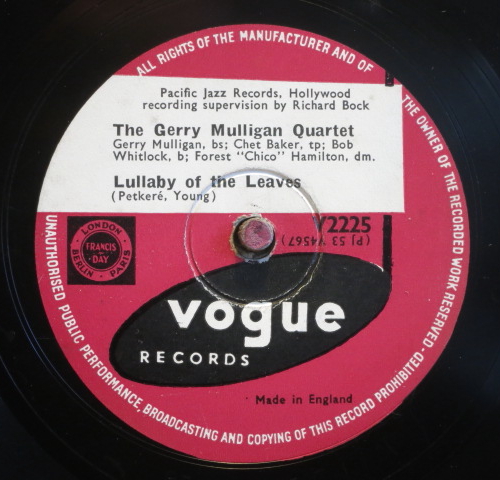 ALL RIGHTS OF THE MANUFACTURER AND OF THE OWNER OF THE RECORDED WORK RESERVED
UNAUTHORISED PUBLIC PERFORMANCE, BROADCASTING AND COPYING OF THIS RECORD PROHIBITED -
Pacific Jazz Records, Hollywood
recording supervision by Richard Bock
The Gerry Mulligan Quartet
Gerry Mulligan, bs; Chet Baker, tp; Bob
Whitlock, b; Forest "Chico" Hamilton, dm.
Lullaby of the Leaves
(Petkeré, Young)
V2225
(PJ 53 V4567)
LONDON
FRANCIS
· DAY
BERLIN · PARIS
vogue
RECORDS
Made in England